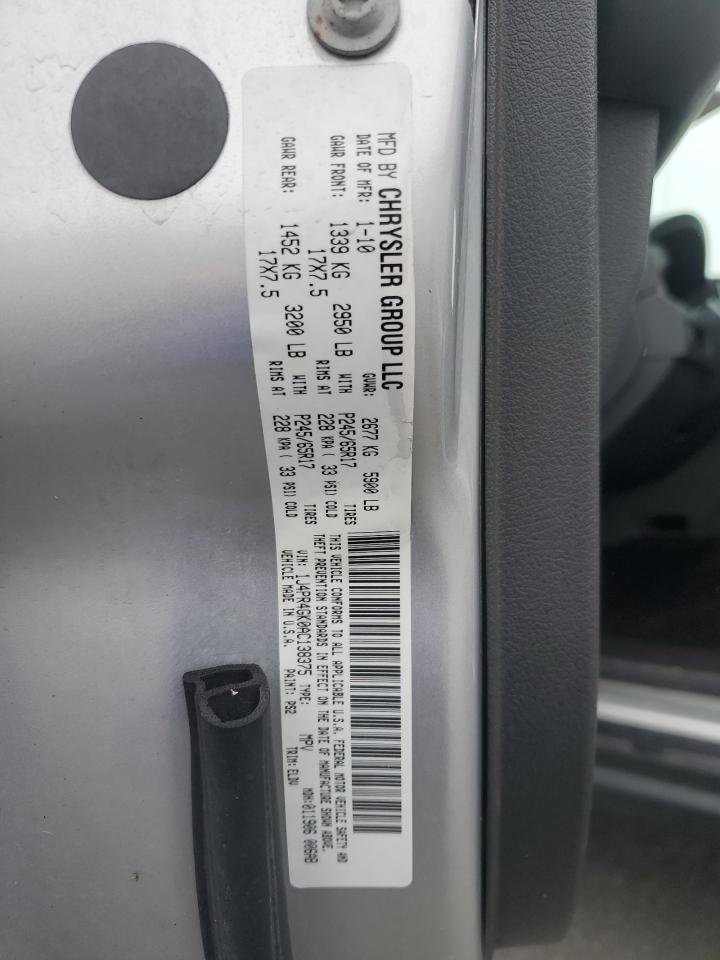 MFD BY CHRYSLER GROUP LLC
DATE OF MFR: 1-10 GVWR: 2677 KG 5900 LB
GAWR FRONT: 1339 KG 2950 LB WITH P245/65R17 TIRES
17X7.5 RIMS AT 228 KPA ( 33 PSI) COLD
GAWR REAR: 1452 KG 3200 LB WITH P245/65R17 TIRES
17X7.5 RIMS AT 228 KPA ( 33 PSI) COLD
THIS VEHICLE CONFORMS TO ALL APPLICABLE U.S.A. FEDERAL MOTOR VEHICLE SAFETY AND
THEFT PREVENTION STANDARDS IN EFFECT ON THE DATE OF MANUFACTURE SHOWN ABOVE.
VIN: 1J4PR4GK0AC138375 TYPE: MPV MDH:011906 006AB
VEHICLE MADE IN U.S.A. PAINT: PS2 TRIM:ELDV